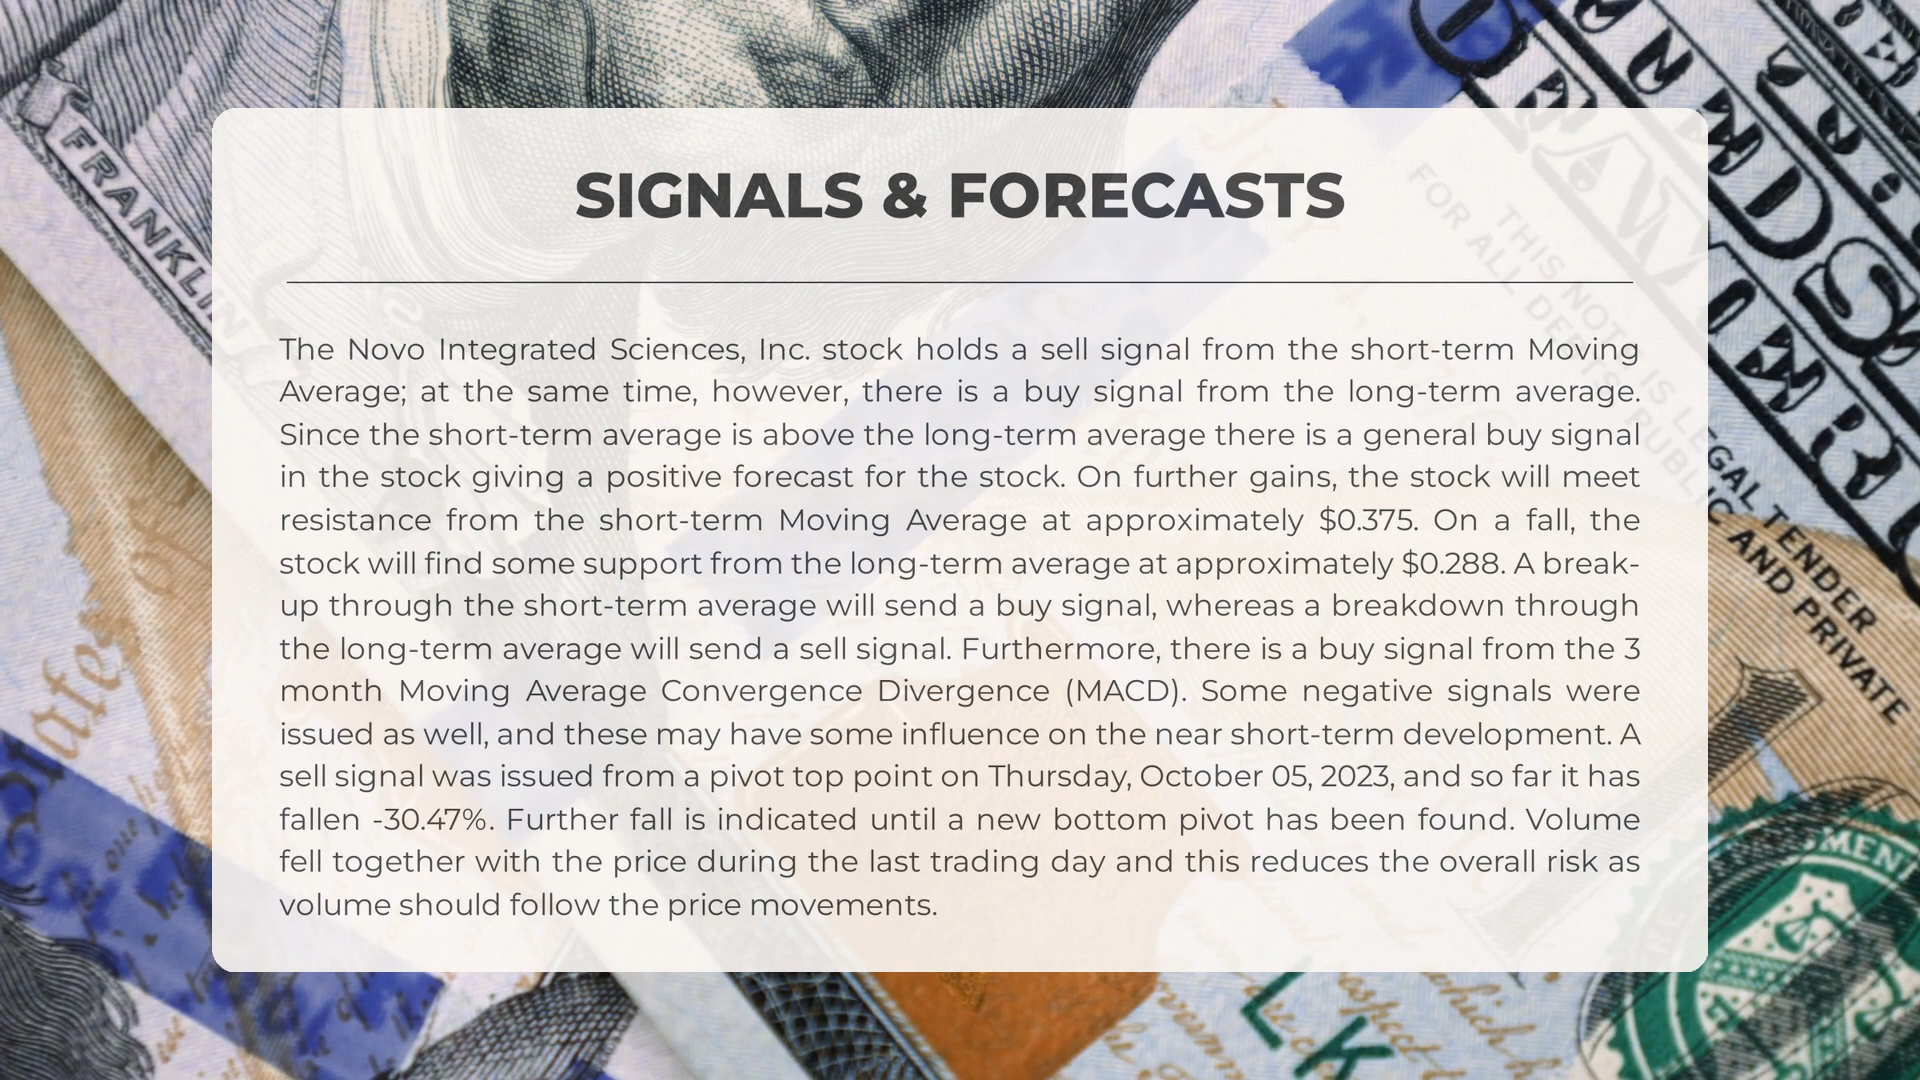 SIGNALS & FORECASTS
The Novo Integrated Sciences, Inc. stock holds a sell signal from the short-term Moving
Average; at the same time, however, there is a buy signal from the long-term average.
Since the short-term average is above the long-term average there is a general buy signal
in the stock giving a positive forecast for the stock. On further gains, the stock will meet
resistance from the short-term Moving Average at approximately $0.375. On a fall, the
stock will find some support from the long-term average at approximately $0.288. A break-
up through the short-term average will send a buy signal, whereas a breakdown through
the long-term average will send a sell signal. Furthermore, there is a buy signal from the 3
month Moving Average Convergence Divergence (MACD). Some negative signals were
issued as well, and these may have some influence on the near short-term development. A
sell signal was issued from a pivot top point on Thursday, October 05, 2023, and so far it has
fallen -30.47%. Further fall is indicated until a new bottom pivot has been found. Volume
fell together with the price during the last trading day and this reduces the overall risk as
volume should follow the price movements.
FRANKLIN
THIS NOTE IS LEGAL TENDER
FOR ALL DEBTS, PUBLIC AND PRIVATE